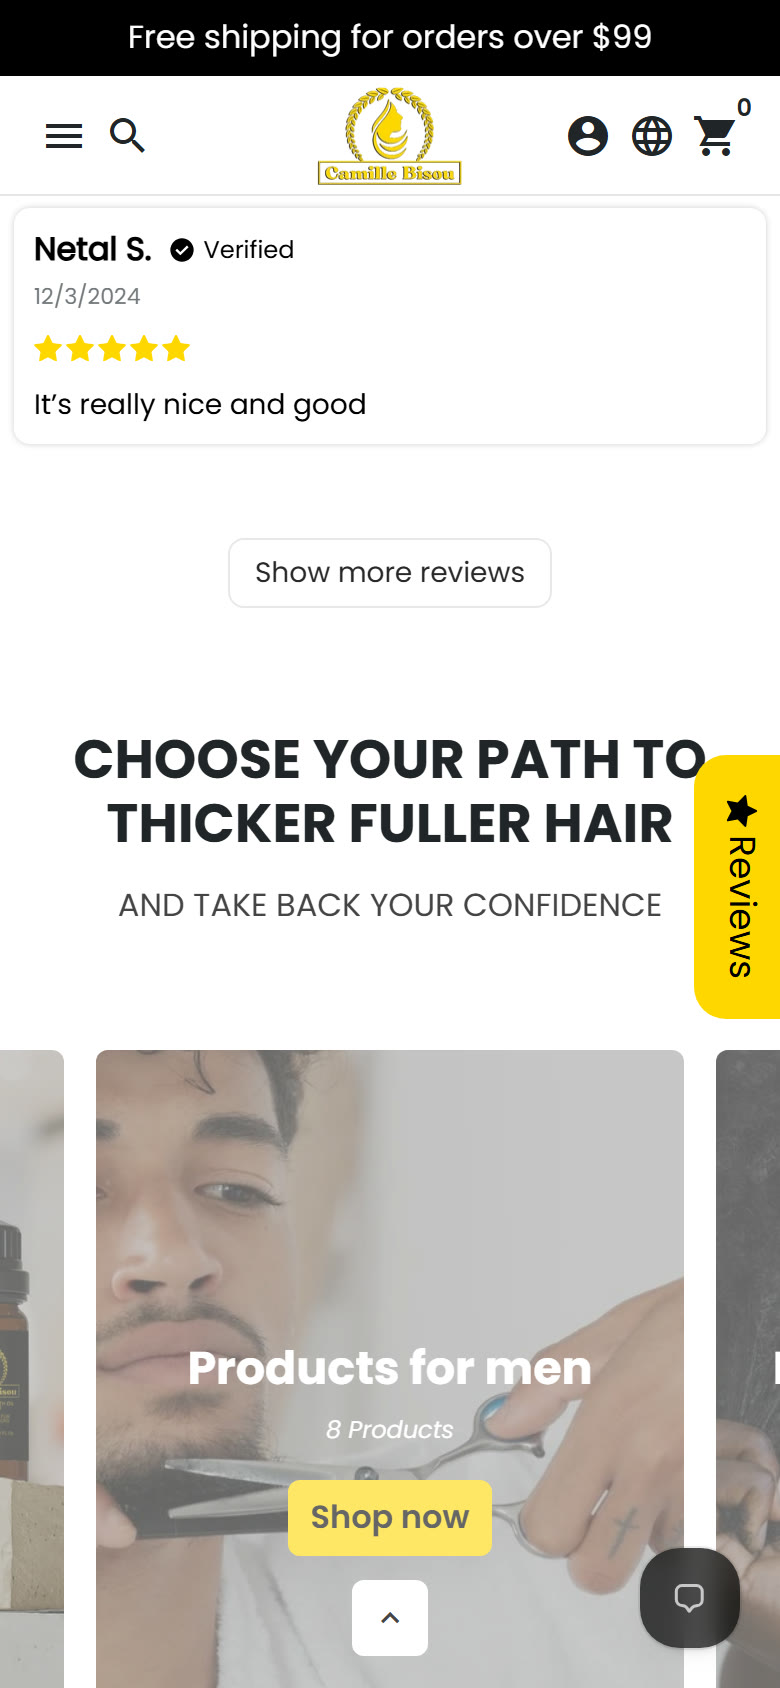 Free shipping for orders over $99
0
Camille Bisou
Netal S. Verified
12/3/2024
It’s really nice and good
Show more reviews
CHOOSE YOUR PATH TO
THICKER FULLER HAIR
AND TAKE BACK YOUR CONFIDENCE
Reviews
Products for men
8 Products
Shop now